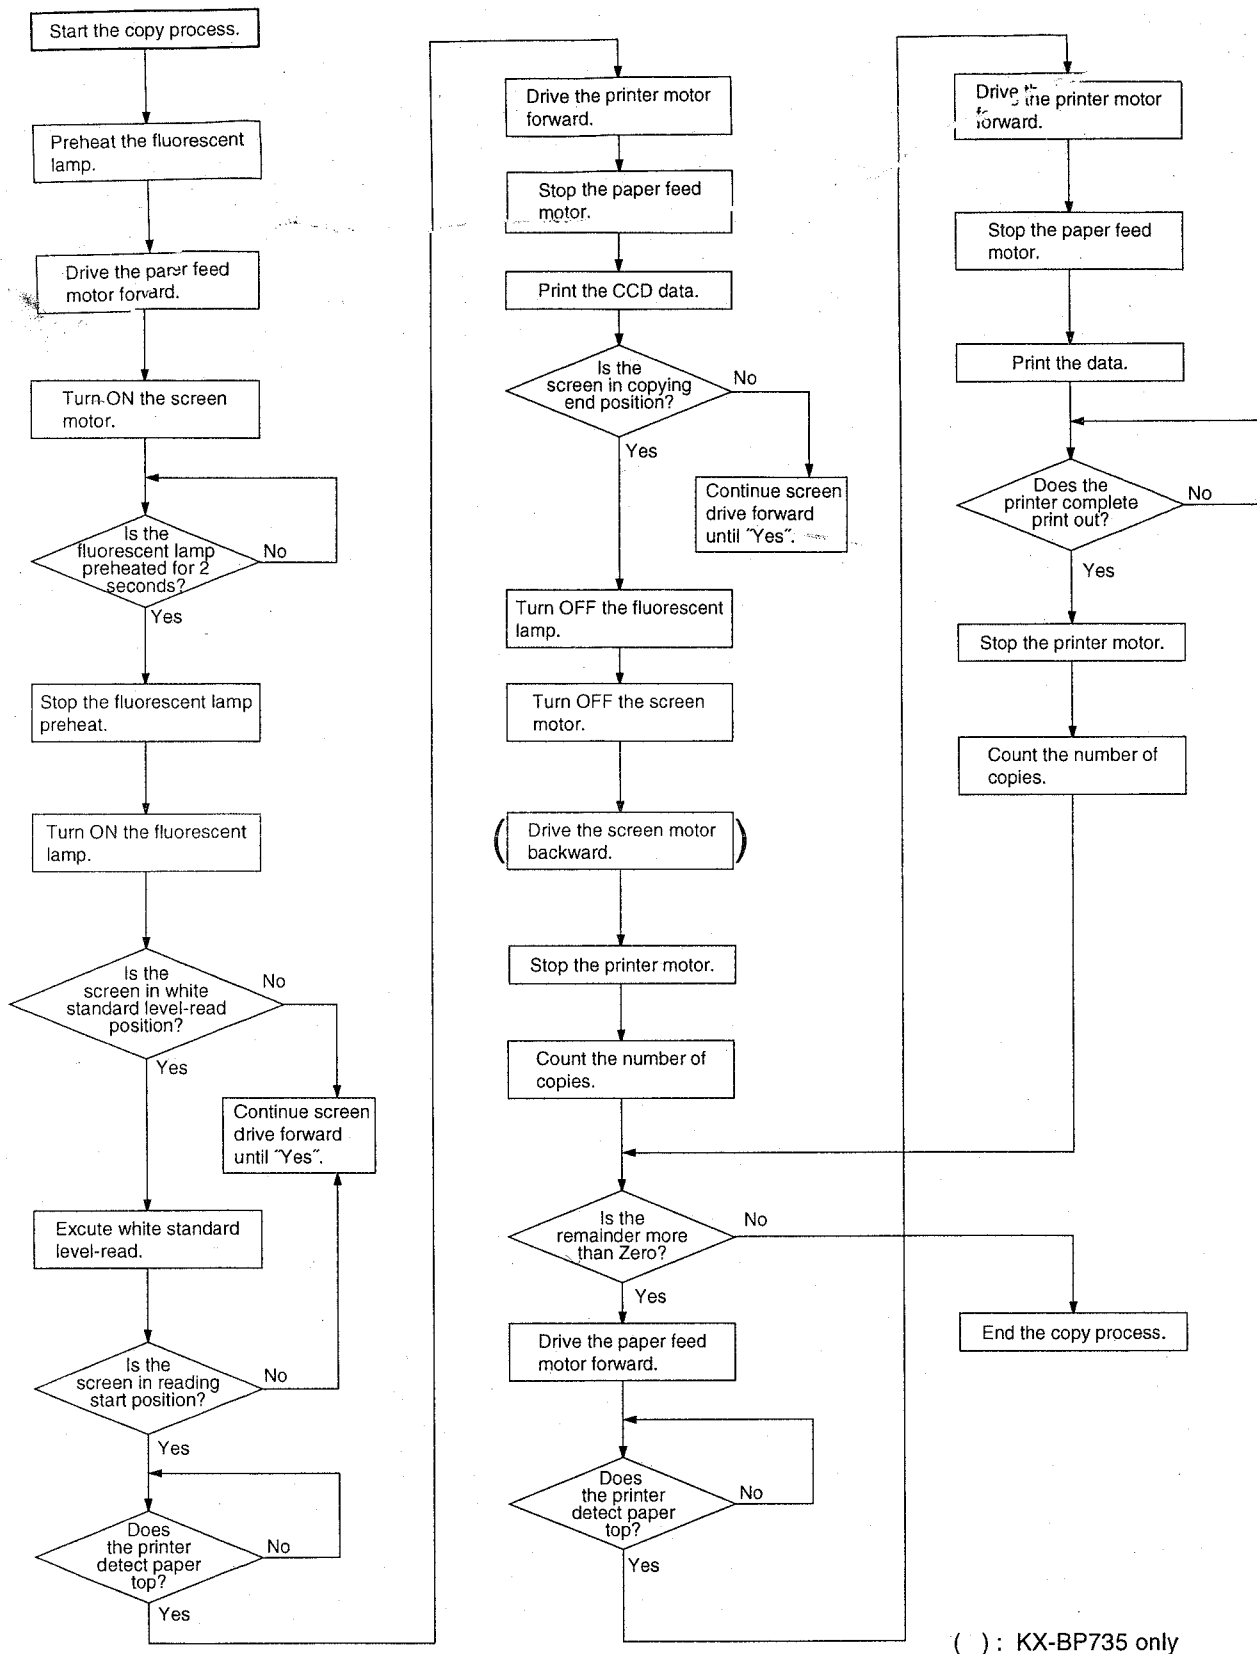 Start the copy process.
Preheat the fluorescent
lamp.
Drive the paper feed
motor forward.
Turn ON the screen
motor.
Is the
fluorescent lamp
preheated for 2
seconds?
No
Yes
Stop the fluorescent lamp
preheat.
Turn ON the fluorescent
lamp.
Is the
screen in white
standard level-read
position?
No
Yes
Continue screen
drive forward
until "Yes".
Excute white standard
level-read.
Is the
screen in reading
start position?
No
Yes
Does
the printer
detect paper
top?
No
Yes
Drive the printer motor
forward.
Stop the paper feed
motor.
Print the CCD data.
Is the
screen in copying
end position?
No
Yes
Continue screen
drive forward
until "Yes".
Turn OFF the fluorescent
lamp.
Turn OFF the screen
motor.
( Drive the screen motor )
backward.
Stop the printer motor.
Count the number of
copies.
Is the
remainder more
than Zero?
No
Yes
Drive the paper feed
motor forward.
Does
the printer
detect paper
top?
No
Yes
Drive the printer motor
forward.
Stop the paper feed
motor.
Print the data.
Does the
printer complete
print out?
No
Yes
Stop the printer motor.
Count the number of
copies.
End the copy process.
( ) : KX-BP735 only